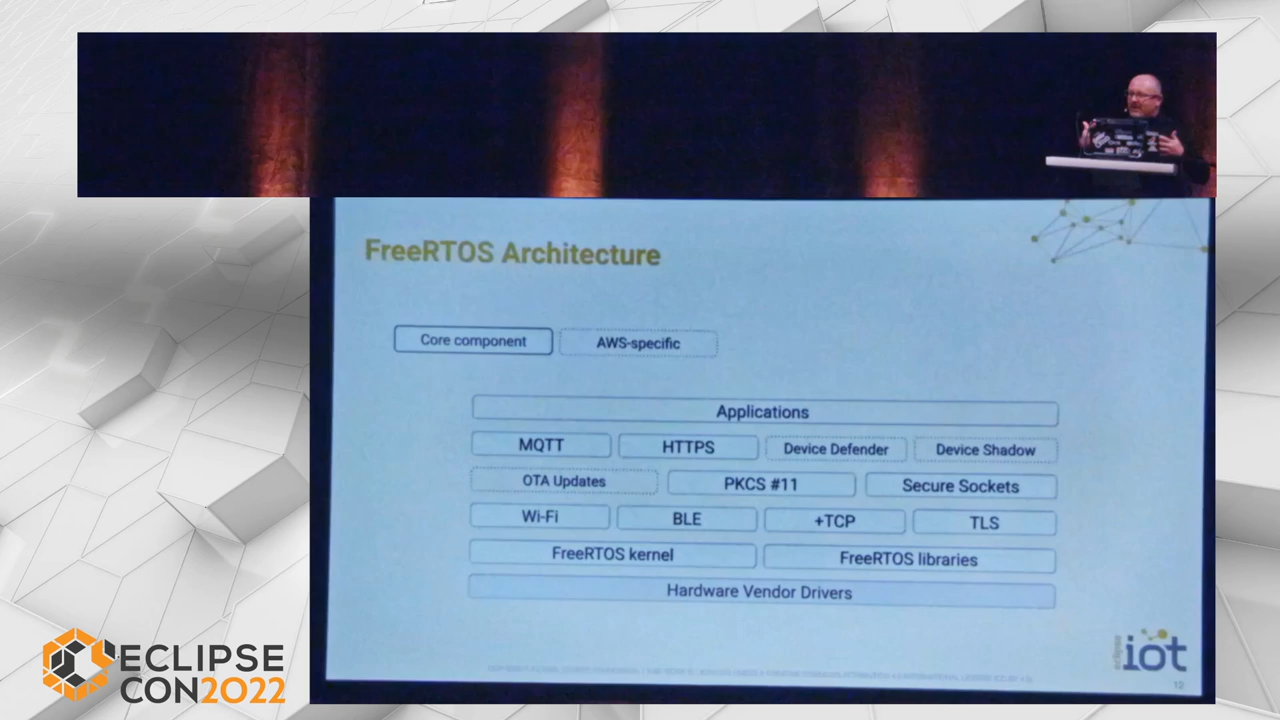 FreeRTOS Architecture
Core component
AWS-specific
Applications
MQTT
HTTPS
Device Defender
Device Shadow
OTA Updates
PKCS #11
Secure Sockets
Wi-Fi
BLE
+TCP
TLS
FreeRTOS kernel
FreeRTOS libraries
Hardware Vendor Drivers
eclipse
iot
12
ECLIPSE
CON2022